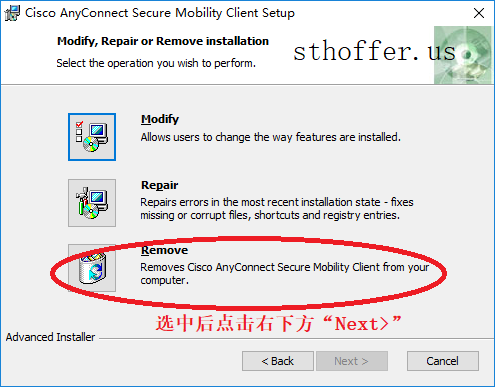 Cisco AnyConnect Secure Mobility Client Setup
Modify, Repair or Remove installation
Select the operation you wish to perform.
sthoffer.us
Modify
Allows users to change the way features are installed.
Repair
Repairs errors in the most recent installation state - fixes
missing or corrupt files, shortcuts and registry entries.
Remove
Removes Cisco AnyConnect Secure Mobility Client from your
computer.
选中后点击右下方“Next>”
Advanced Installer
< Back
Next >
Cancel